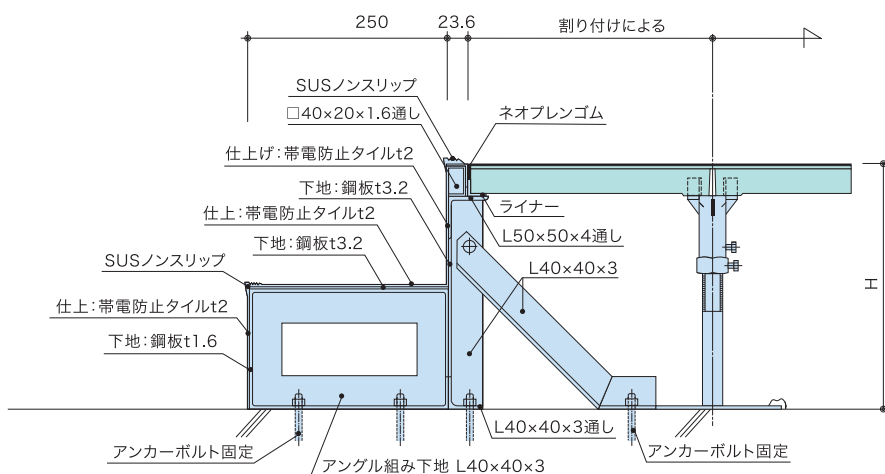 250
23.6
割り付けによる
SUSノンスリップ
□40×20×1.6通し
ネオプレンゴム
仕上げ：帯電防止タイルt2
下地：鋼板t3.2
ライナー
仕上：帯電防止タイルt2
L50×50×4通し
下地：鋼板t3.2
L40×40×3
SUSノンスリップ
H
仕上：帯電防止タイルt2
下地：鋼板t1.6
L40×40×3通し
アンカーボルト固定
アンカーボルト固定
アングル組み下地 L40×40×3